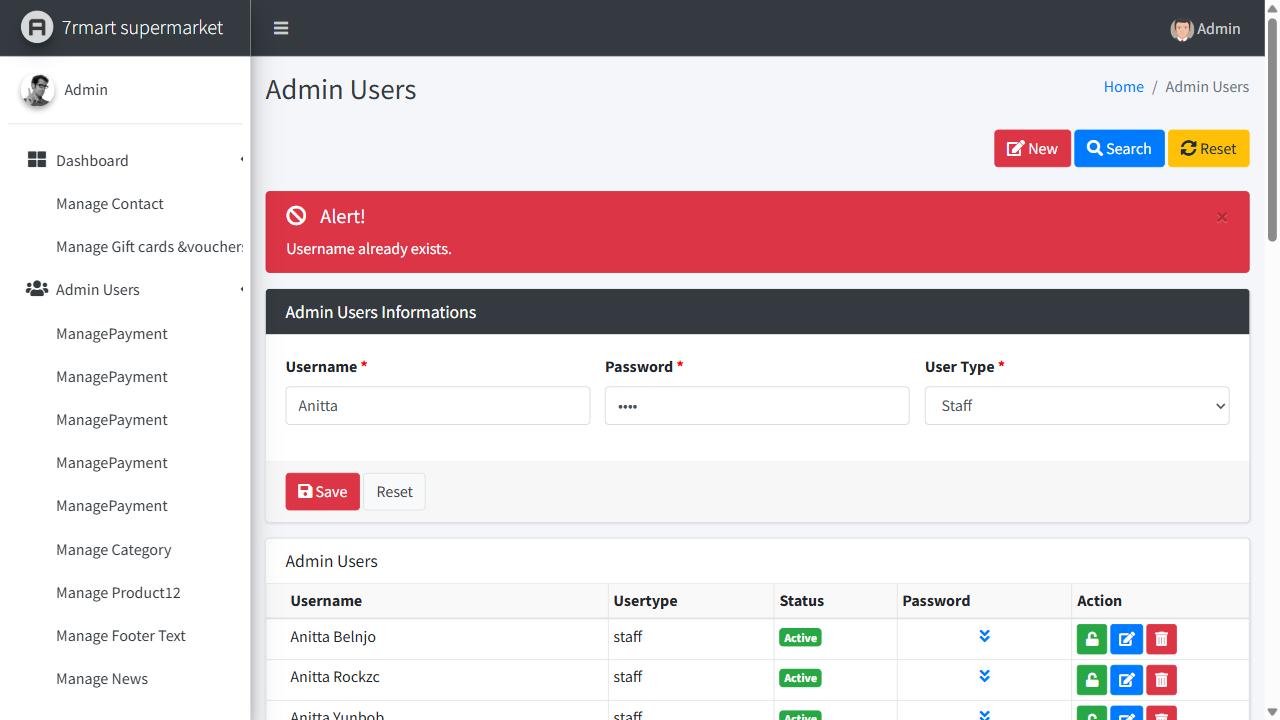 7rmart supermarket
Admin
Admin
Dashboard
Manage Contact
Manage Gift cards &vouchers
Admin Users
ManagePayment
ManagePayment
ManagePayment
ManagePayment
ManagePayment
Manage Category
Manage Product12
Manage Footer Text
Manage News
Admin Users
Home / Admin Users
New Search Reset
Alert! ×
Username already exists.
Admin Users Informations
Username * Password * User Type *
Anitta •••• Staff
Save Reset
Admin Users
Username Usertype Status Password Action
Anitta Belnjo staff Active
Anitta Rockzc staff Active
Anitta Yunboh staff Active